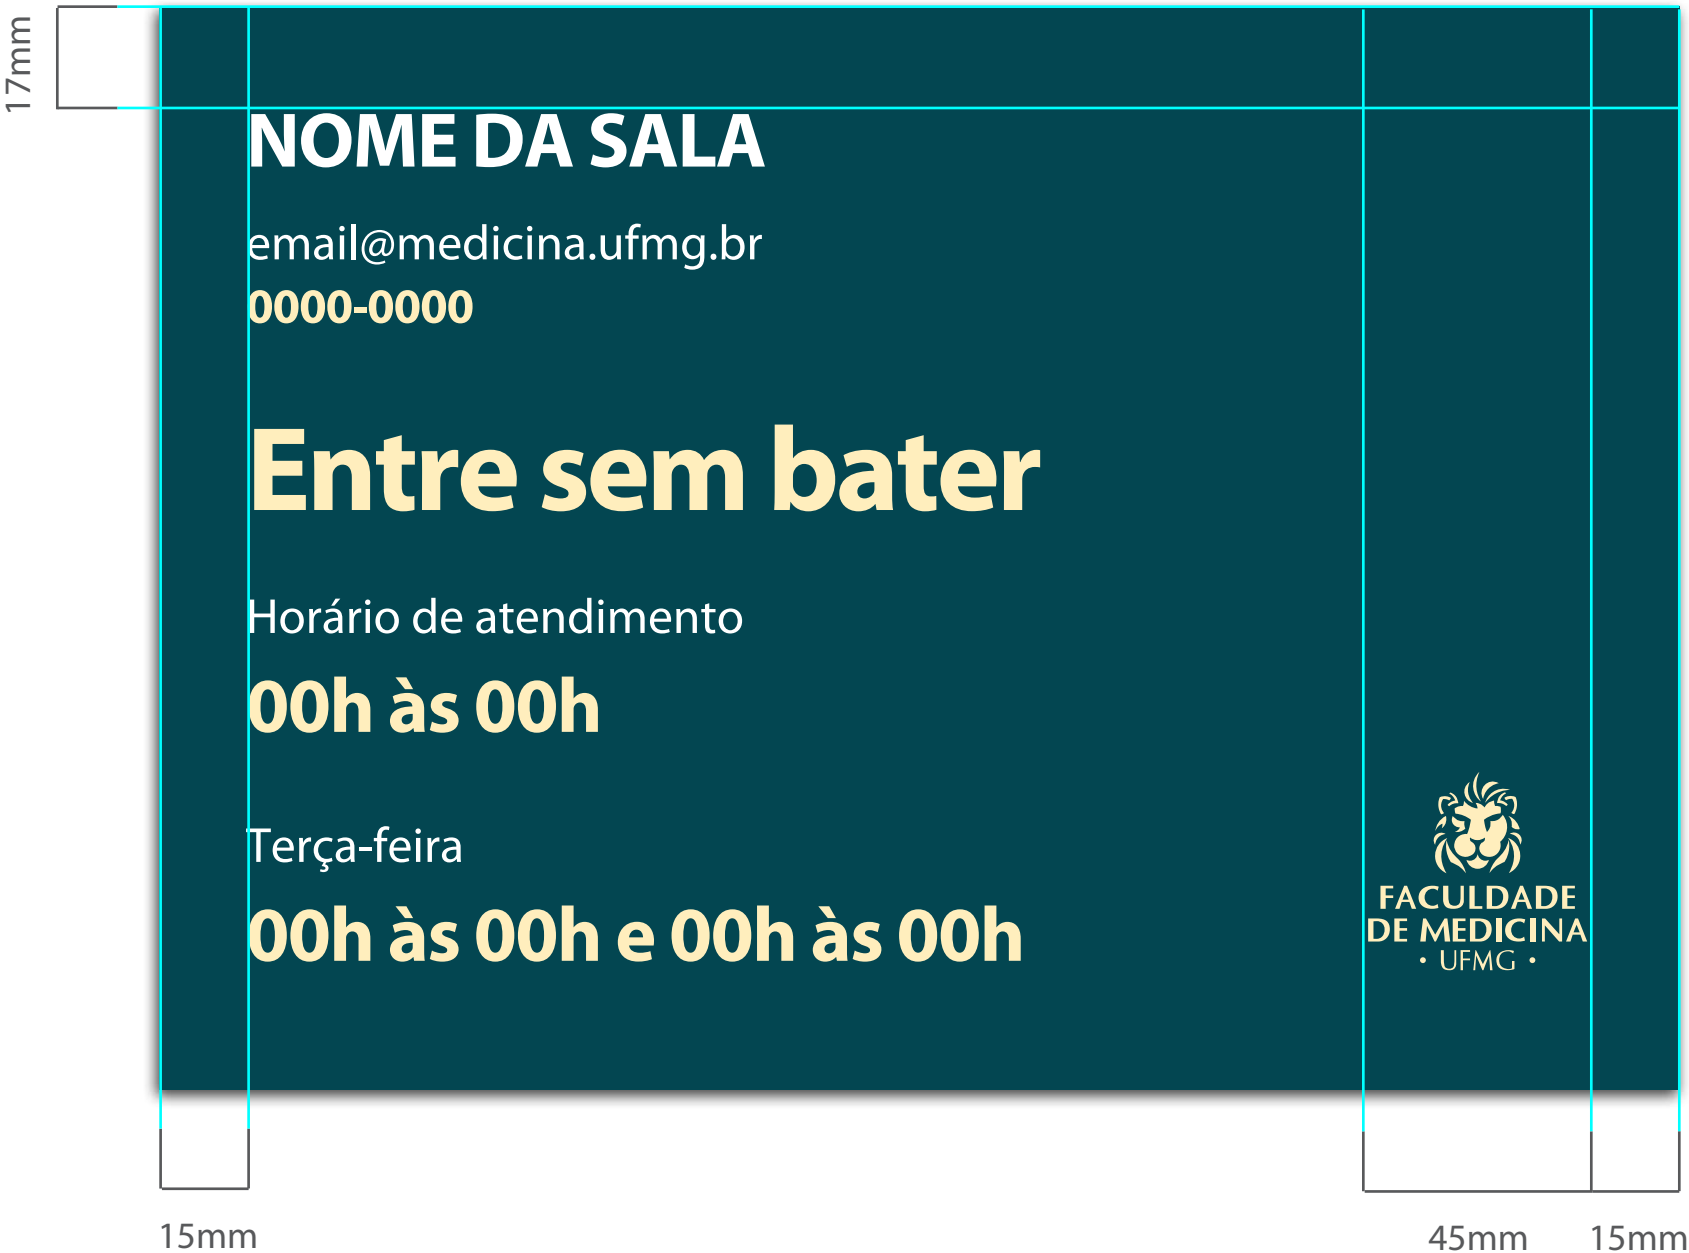 17mm
NOME DA SALA
email@medicina.ufmg.br
0000-0000
Entre sem bater
Horário de atendimento
00h às 00h
Terça-feira
00h às 00h e 00h às 00h
FACULDADE
DE MEDICINA
• UFMG •
15mm
45mm
15mm